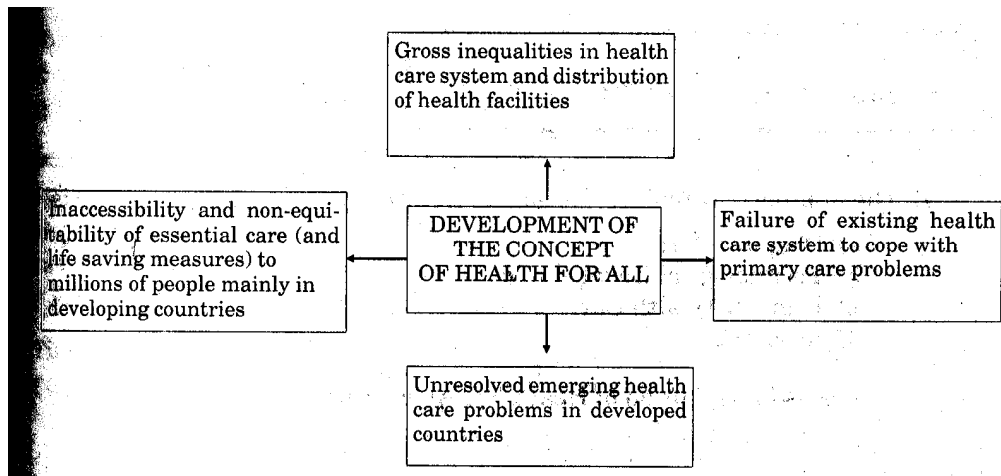 Gross inequalities in health
care system and distribution
of health facilities
Inaccessibility and non-equi-
tability of essential care (and
life saving measures) to
millions of people mainly in
developing countries
DEVELOPMENT OF
THE CONCEPT
OF HEALTH FOR ALL
Failure of existing health
care system to cope with
primary care problems
Unresolved emerging health
care problems in developed
countries